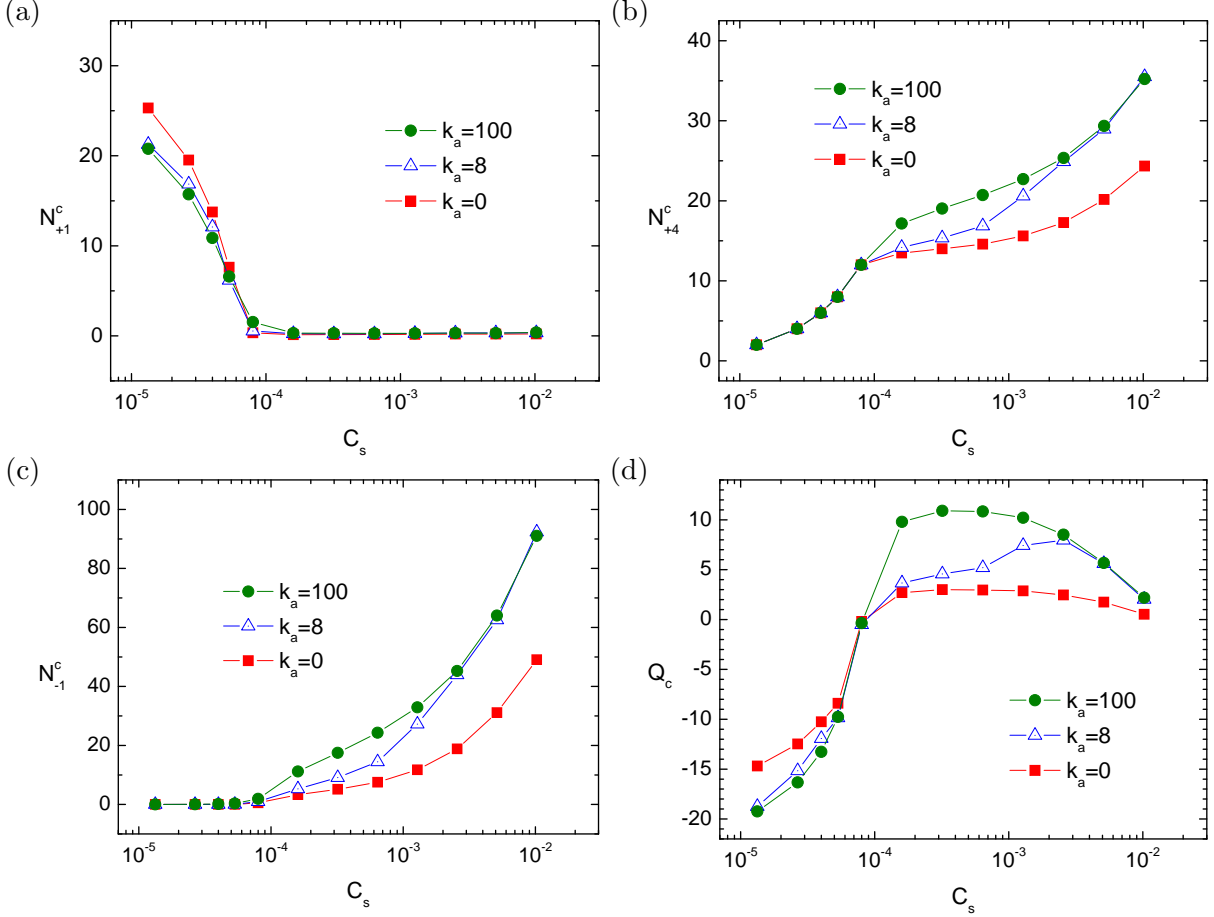 (a)
30
20
10
0
N_{+1}^{c}
k_a=100
k_a=8
k_a=0
10^{-5}
10^{-4}
10^{-3}
10^{-2}
C_s
(b)
40
30
20
10
0
N_{+4}^{c}
k_a=100
k_a=8
k_a=0
10^{-5}
10^{-4}
10^{-3}
10^{-2}
C_s
(c)
100
80
60
40
20
0
N_{-1}^{c}
k_a=100
k_a=8
k_a=0
10^{-5}
10^{-4}
10^{-3}
10^{-2}
C_s
(d)
10
5
0
-5
-10
-15
-20
Q_c
k_a=100
k_a=8
k_a=0
10^{-5}
10^{-4}
10^{-3}
10^{-2}
C_s